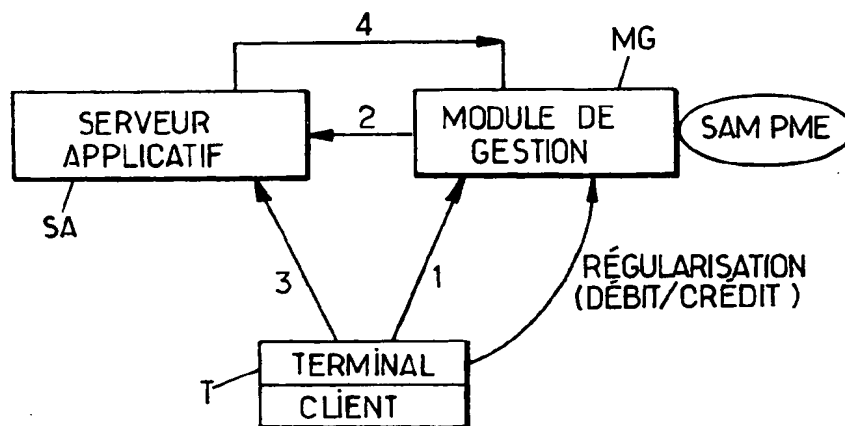 4
MG
SERVEUR
APPLICATIF
2
MODULE DE
GESTION
SAM PME
SA
3
1
RÉGULARISATION
(DÉBIT/CRÉDIT)
T
TERMINAL
CLIENT